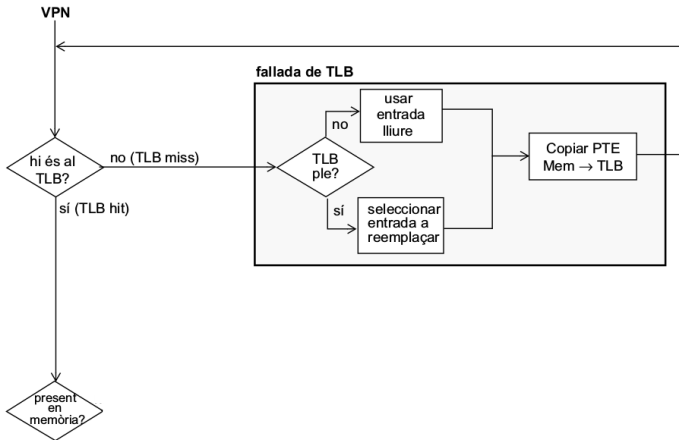 VPN
fallada de TLB
usar
entrada
lliure
no
hi és al
TLB?
no (TLB miss)
TLB
ple?
Copiar PTE
Mem → TLB
sí (TLB hit)
sí
seleccionar
entrada a
reemplaçar
present
en
memòria?